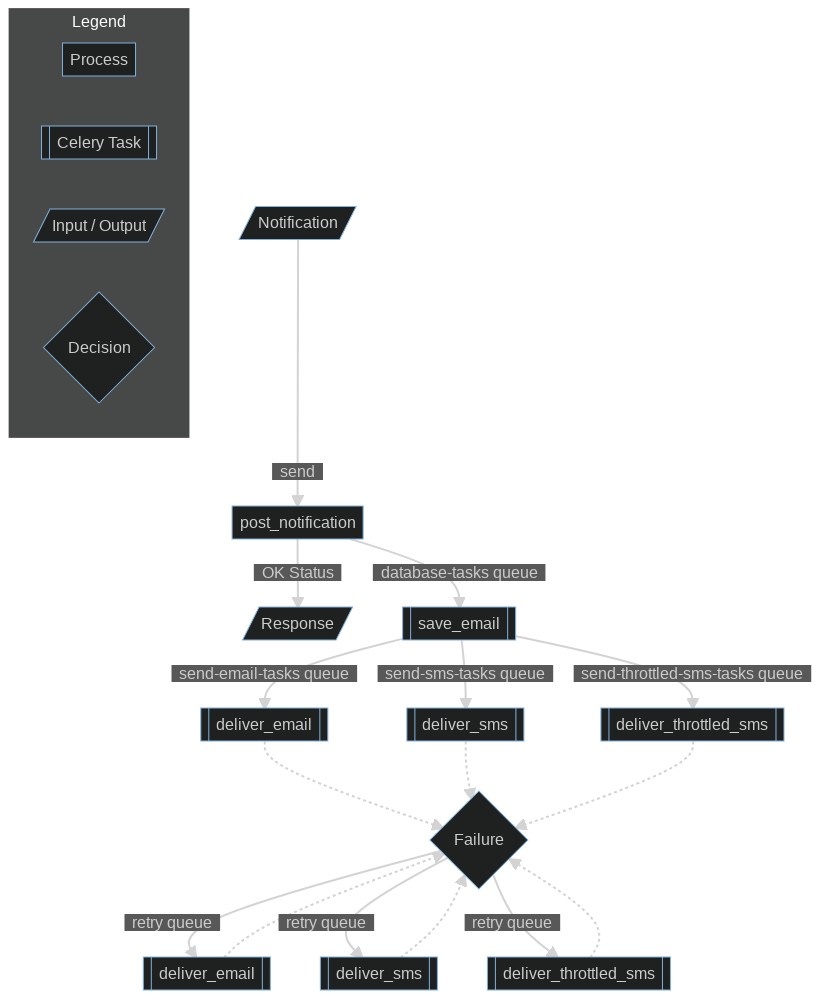 Legend
Process
Celery Task
Input / Output
Decision
Notification
send
post_notification
OK Status
database-tasks queue
Response
save_email
send-email-tasks queue
send-sms-tasks queue
send-throttled-sms-tasks queue
deliver_email
deliver_sms
deliver_throttled_sms
Failure
retry queue
retry queue
retry queue
deliver_email
deliver_sms
deliver_throttled_sms